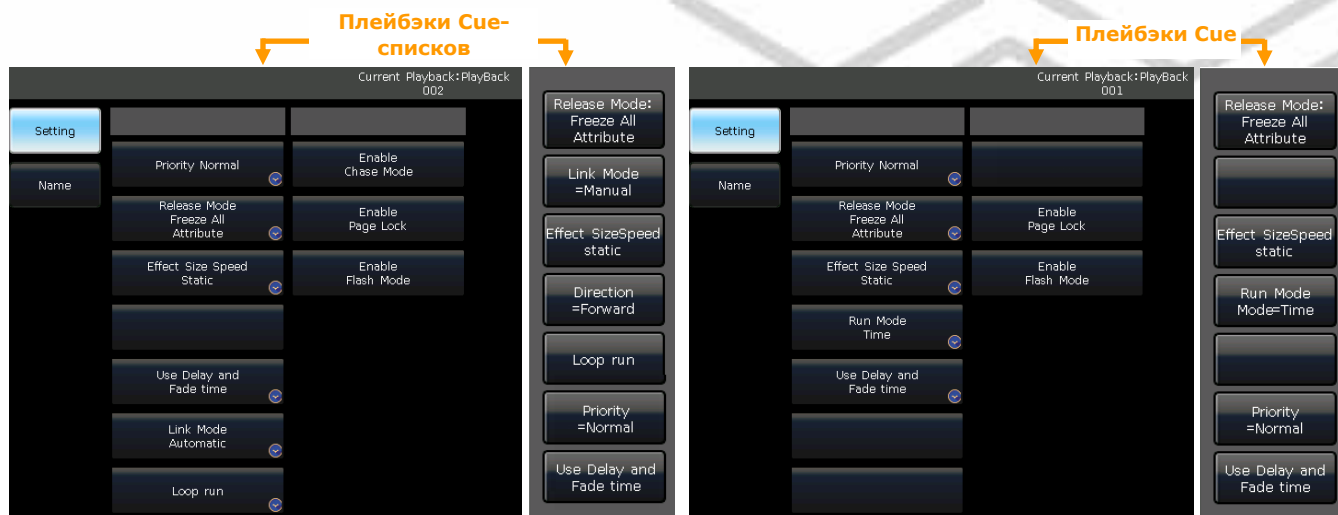 Плейбэки Cue-
списков
Плейбэки Cue
Current Playback:PlayBack
002
Setting
Name
Priority Normal
Enable
Chase Mode
Release Mode
Freeze All
Attribute
Enable
Page Lock
Effect Size Speed
Static
Enable
Flash Mode
Use Delay and
Fade time
Link Mode
Automatic
Loop run
Release Mode:
Freeze All
Attribute
Link Mode
=Manual
Effect SizeSpeed
static
Direction
=Forward
Loop run
Priority
=Normal
Use Delay and
Fade time
Current Playback:PlayBack
001
Setting
Name
Priority Normal
Release Mode
Freeze All
Attribute
Enable
Page Lock
Effect Size Speed
Static
Enable
Flash Mode
Run Mode
Time
Use Delay and
Fade time
Release Mode:
Freeze All
Attribute
Effect SizeSpeed
static
Run Mode
Mode=Time
Priority
=Normal
Use Delay and
Fade time